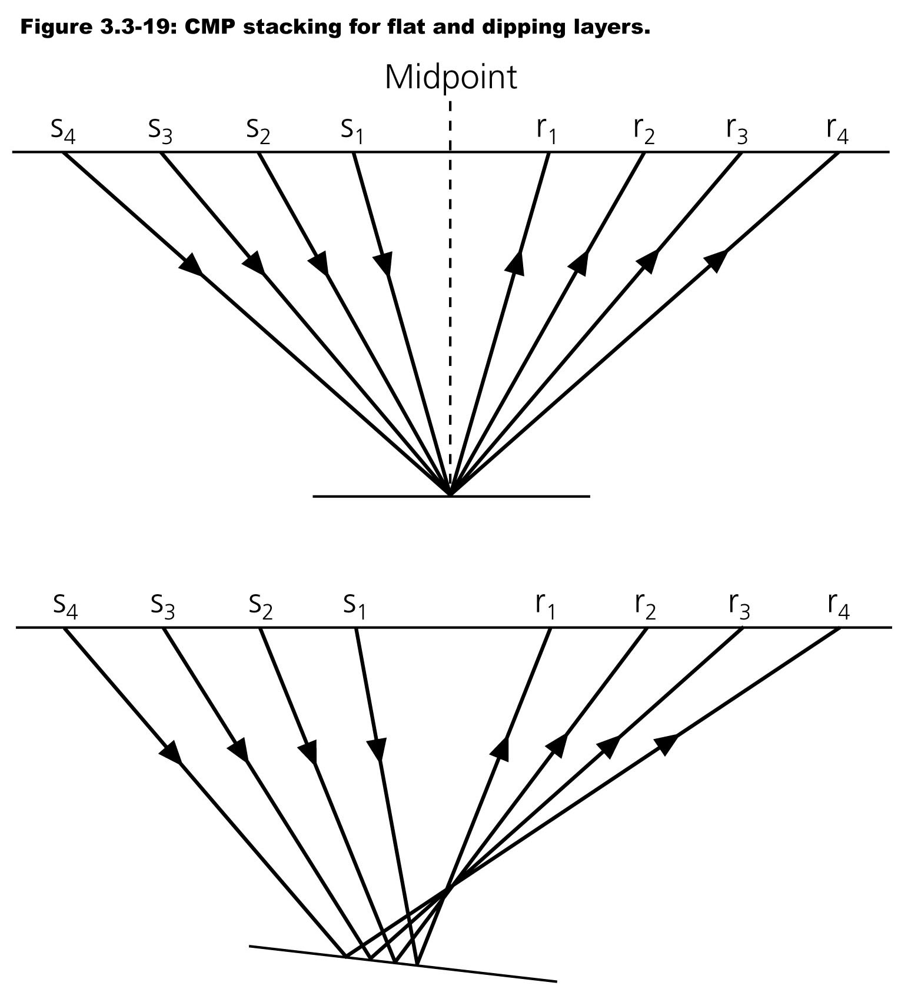 Figure 3.3-19: CMP stacking for flat and dipping layers.
Midpoint
s4 s3 s2 s1 r1 r2 r3 r4
s4 s3 s2 s1 r1 r2 r3 r4